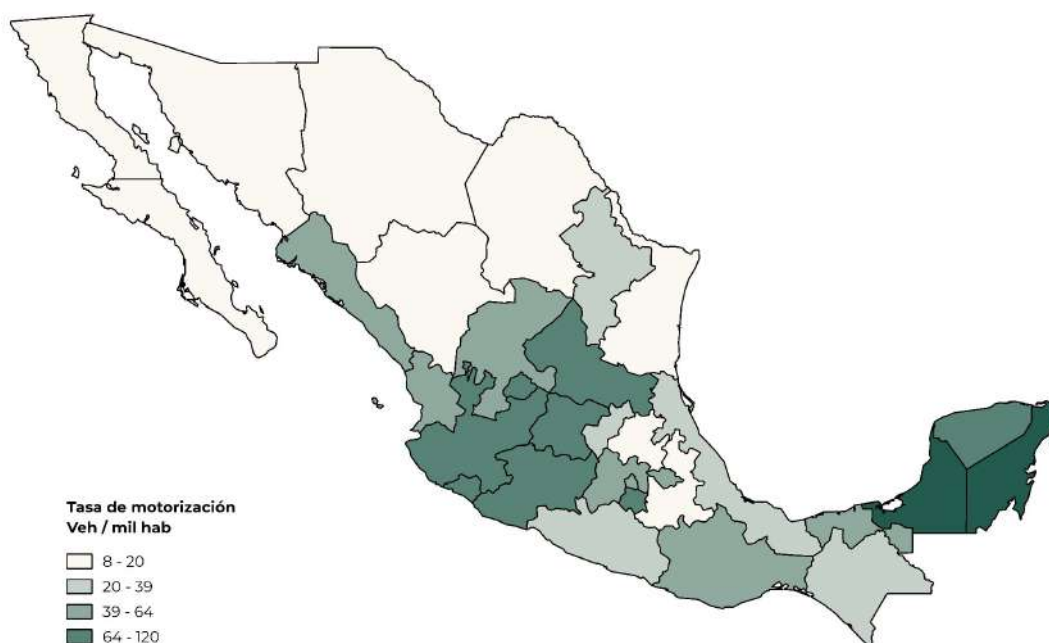 Tasa de motorización
Veh / mil hab
8 - 20
20 - 39
39 - 64
64 - 120